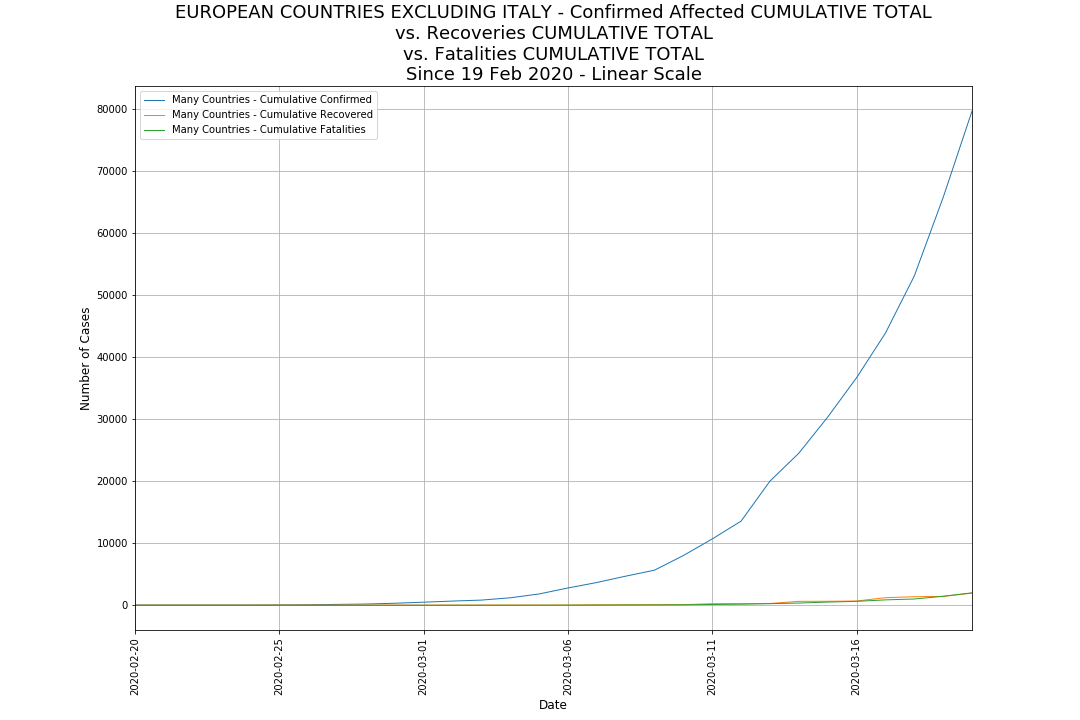 EUROPEAN COUNTRIES EXCLUDING ITALY - Confirmed Affected CUMULATIVE TOTAL
vs. Recoveries CUMULATIVE TOTAL
vs. Fatalities CUMULATIVE TOTAL
Since 19 Feb 2020 - Linear Scale
Many Countries - Cumulative Confirmed
Many Countries - Cumulative Recovered
Many Countries - Cumulative Fatalities
Number of Cases
80000
70000
60000
50000
40000
30000
20000
10000
0
2020-02-20
2020-02-25
2020-03-01
2020-03-06
2020-03-11
2020-03-16
Date